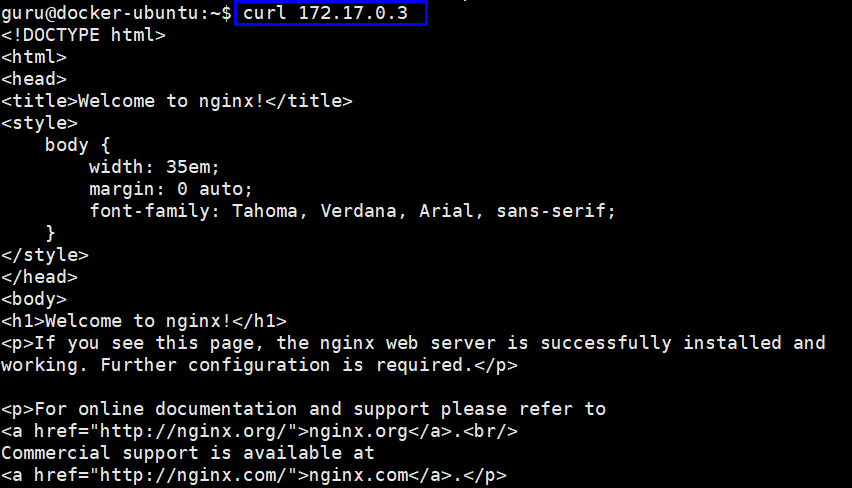 guru@docker-ubuntu:~$ curl 172.17.0.3
<!DOCTYPE html>
<html>
<head>
<title>Welcome to nginx!</title>
<style>
    body {
        width: 35em;
        margin: 0 auto;
        font-family: Tahoma, Verdana, Arial, sans-serif;
    }
</style>
</head>
<body>
<h1>Welcome to nginx!</h1>
<p>If you see this page, the nginx web server is successfully installed and
working. Further configuration is required.</p>

<p>For online documentation and support please refer to
<a href="http://nginx.org/">nginx.org</a>.<br/>
Commercial support is available at
<a href="http://nginx.com/">nginx.com</a>.</p>